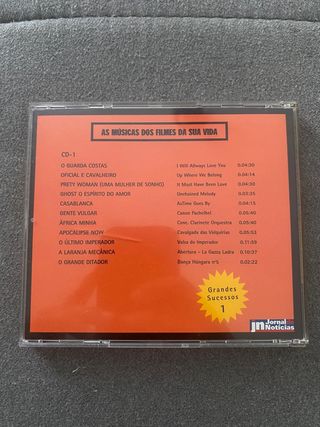 AS MÚSICAS DOS FILMES DA SUA VIDA
CD-1
O GUARDA COSTAS I Will Allways Love You 0.04:30
OFICIAL E CAVALHEIRO Up Where We Belong 0.04:14
PRETY WOMAN (UMA MULHER DE SONHO) It Must Have Been Love 0.04:30
GHOST O ESPÍRITO DO AMOR Unchained Melody 0.03:35
CASABLANCA AsTime Goes By 0.04:15
GENTE VULGAR Canon Pachelbel 0.05:40
ÁFRICA MINHA Conc. Clarinete Orquestra 0.05:40
APOCALIPSE NOW Cavalgada das Valquírias 0.05:53
O ÚLTIMO IMPERADOR Valsa do Imperador 0.11:59
A LARANJA MECÂNICA Abertura – La Gazza Ladra 0.10:37
O GRANDE DITADOR Dança Húngara nº5 0.02:22
Grandes
Sucessos
1
jn Jornal
Notícias